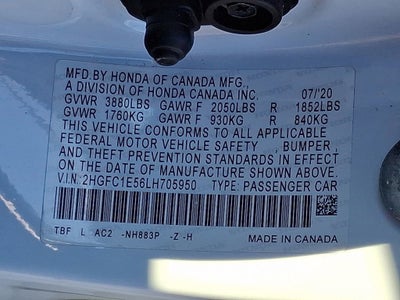 MFD.BY HONDA OF CANADA MFG.,
A DIVISION OF HONDA CANADA INC. 07/'20
GVWR 3880LBS GAWR F 2050LBS R 1852LBS
GVWR 1760KG GAWR F 930KG R 840KG
THIS VEHICLE CONFORMS TO ALL APPLICABLE
FEDERAL MOTOR VEHICLE SAFETY , BUMPER ,
AND THEFT PREVENTION STANDARDS IN EFFECT
ON THE DATE OF MANUFACTURE SHOWN ABOVE.
V.I.N:2HGFC1E56LH705950 TYPE: PASSENGER CAR
TBF L AC2 -NH883P -Z -H MADE IN CANADA